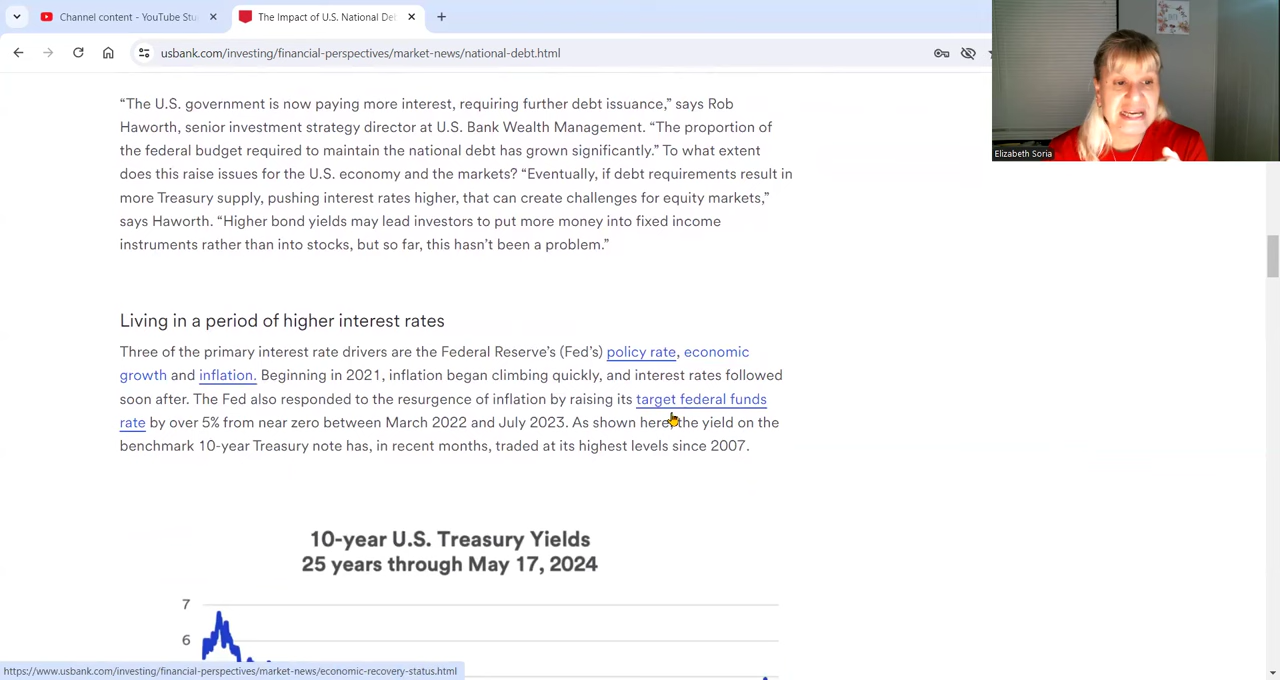 Channel content - YouTube Stu
The Impact of U.S. National Det
usbank.com/investing/financial-perspectives/market-news/national-debt.html
Elizabeth Soria
“The U.S. government is now paying more interest, requiring further debt issuance,” says Rob
Haworth, senior investment strategy director at U.S. Bank Wealth Management. “The proportion of
the federal budget required to maintain the national debt has grown significantly.” To what extent
does this raise issues for the U.S. economy and the markets? “Eventually, if debt requirements result in
more Treasury supply, pushing interest rates higher, that can create challenges for equity markets,”
says Haworth. “Higher bond yields may lead investors to put more money into fixed income
instruments rather than into stocks, but so far, this hasn’t been a problem.”
Living in a period of higher interest rates
Three of the primary interest rate drivers are the Federal Reserve’s (Fed’s) policy rate, economic
growth and inflation. Beginning in 2021, inflation began climbing quickly, and interest rates followed
soon after. The Fed also responded to the resurgence of inflation by raising its target federal funds
rate by over 5% from near zero between March 2022 and July 2023. As shown here, the yield on the
benchmark 10-year Treasury note has, in recent months, traded at its highest levels since 2007.
10-year U.S. Treasury Yields
25 years through May 17, 2024
7
6
https://www.usbank.com/investing/financial-perspectives/market-news/economic-recovery-status.html